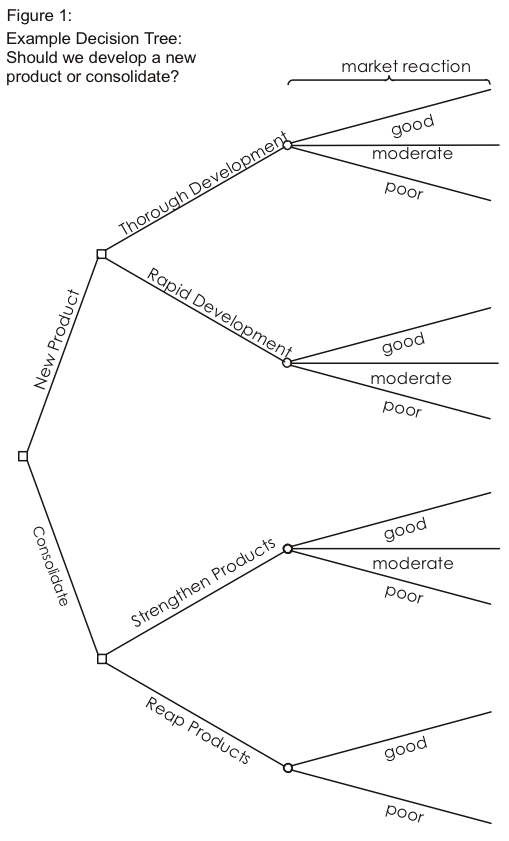 Figure 1:
Example Decision Tree:
Should we develop a new
product or consolidate?
market reaction
good
moderate
poor
Thorough Development
Rapid Development
good
moderate
poor
New Product
Consolidate
good
moderate
poor
Strengthen Products
Reap Products
good
poor